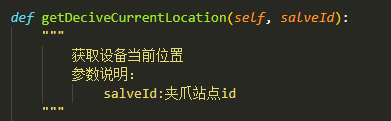 def getDeciveCurrentLocation(self, salveId):
"""
获取设备当前位置
参数说明:
salveId:夹爪站点id
"""